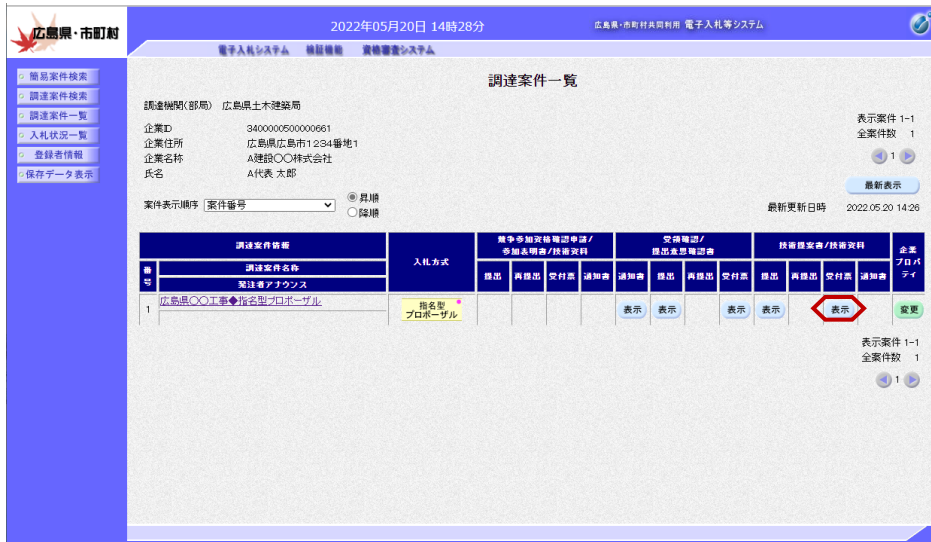 広島県・市町村
2022年05月20日 14時28分
広島県・市町村共同利用 電子入札等システム
電子入札システム 検証機能 資格審査システム
簡易案件検索
調達案件検索
調達案件一覧
入札状況一覧
登録者情報
保存データ表示
調達案件一覧
調達機関(部局) 広島県土木建築局
企業ID 3400000500000661
企業住所 広島県広島市1234番地1
企業名称 A建設〇〇株式会社
氏名 A代表 太郎
表示案件 1-1
全案件数 1
1
最新表示
案件表示順序 案件番号
昇順
降順
最新更新日時 2022.05.20 14:26
番号 調達案件情報
調達案件名称
発注者アナウンス
入札方式
競争参加資格確認申請/
参加表明書/技術資料
提出 再提出 受付票 通知書
受領確認/
提出意思確認書
通知書 提出 再提出 受付票
技術提案書/技術資料
提出 再提出 受付票 通知書
企業プロパティ
1 広島県〇〇工事◆指名型プロポーザル
指名型
プロポーザル
表示 表示 表示 表示 表示 変更
表示案件 1-1
全案件数 1
1